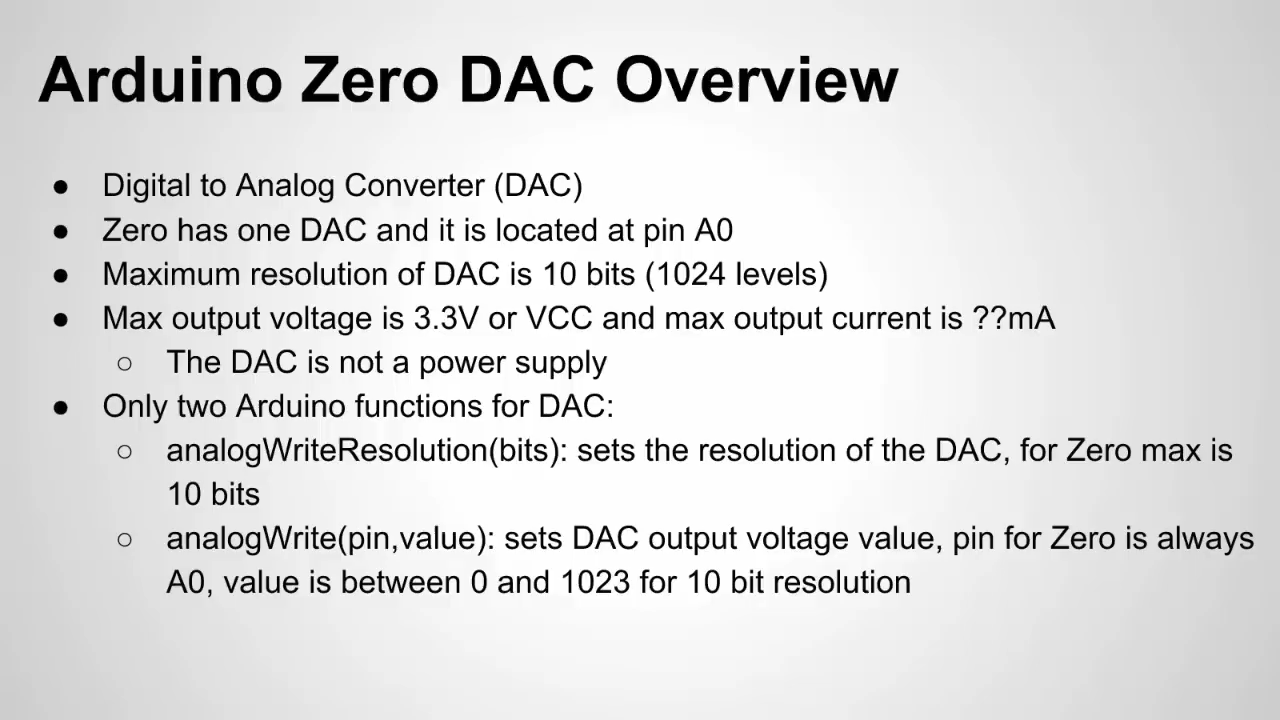 Arduino Zero DAC Overview
● Digital to Analog Converter (DAC)
● Zero has one DAC and it is located at pin A0
● Maximum resolution of DAC is 10 bits (1024 levels)
● Max output voltage is 3.3V or VCC and max output current is ??mA
○ The DAC is not a power supply
● Only two Arduino functions for DAC:
○ analogWriteResolution(bits): sets the resolution of the DAC, for Zero max is
10 bits
○ analogWrite(pin,value): sets DAC output voltage value, pin for Zero is always
A0, value is between 0 and 1023 for 10 bit resolution